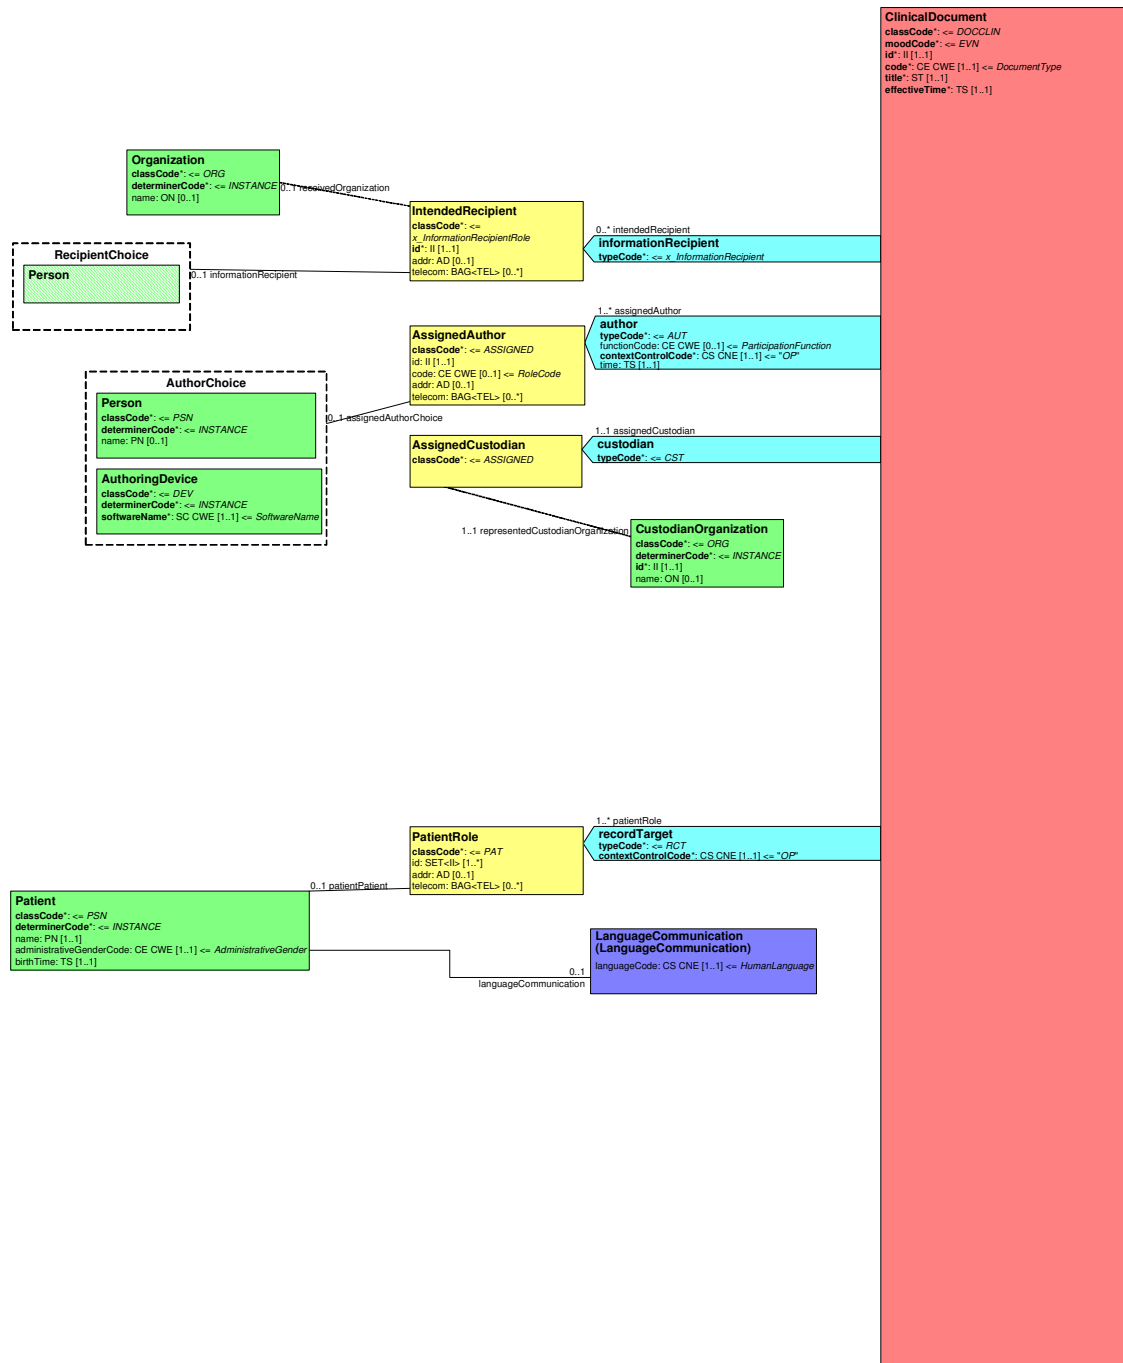 ClinicalDocument
classCode*: <= DOCCLIN
moodCode*: <= EVN
id*: II [1..1]
code*: CE CWE [1..1] <= DocumentType
title*: ST [1..1]
effectiveTime*: TS [1..1]
Organization
classCode*: <= ORG
determinerCode*: <= INSTANCE
name: ON [0..1]
0..1 receivedOrganization
IntendedRecipient
classCode*: <=
x_InformationRecipientRole
id*: II [1..1]
addr: AD [0..1]
telecom: BAG<TEL> [0..*]
0..* intendedRecipient
informationRecipient
typeCode*: <= x_InformationRecipient
RecipientChoice
Person
0..1 informationRecipient
1..* assignedAuthor
author
typeCode*: <= AUT
functionCode: CE CWE [0..1] <= ParticipationFunction
contextControlCode*: CS CNE [1..1] <= "OP"
time: TS [1..1]
AssignedAuthor
classCode*: <= ASSIGNED
id: II [1..1]
code: CE CWE [0..1] <= RoleCode
addr: AD [0..1]
telecom: BAG<TEL> [0..*]
AuthorChoice
Person
classCode*: <= PSN
determinerCode*: <= INSTANCE
name: PN [0..1]
0..1 assignedAuthorChoice
AuthoringDevice
classCode*: <= DEV
determinerCode*: <= INSTANCE
softwareName*: SC CWE [1..1] <= SoftwareName
1..1 assignedCustodian
custodian
typeCode*: <= CST
AssignedCustodian
classCode*: <= ASSIGNED
1..1 representedCustodianOrganization
CustodianOrganization
classCode*: <= ORG
determinerCode*: <= INSTANCE
id*: II [1..1]
name: ON [0..1]
1..* patientRole
recordTarget
typeCode*: <= RCT
contextControlCode*: CS CNE [1..1] <= "OP"
PatientRole
classCode*: <= PAT
id: SET<II> [1..*]
addr: AD [0..1]
telecom: BAG<TEL> [0..*]
0..1 patientPatient
Patient
classCode*: <= PSN
determinerCode*: <= INSTANCE
name: PN [1..1]
administrativeGenderCode: CE CWE [1..1] <= AdministrativeGender
birthTime: TS [1..1]
LanguageCommunication
(LanguageCommunication)
languageCode: CS CNE [1..1] <= HumanLanguage
0..1
languageCommunication